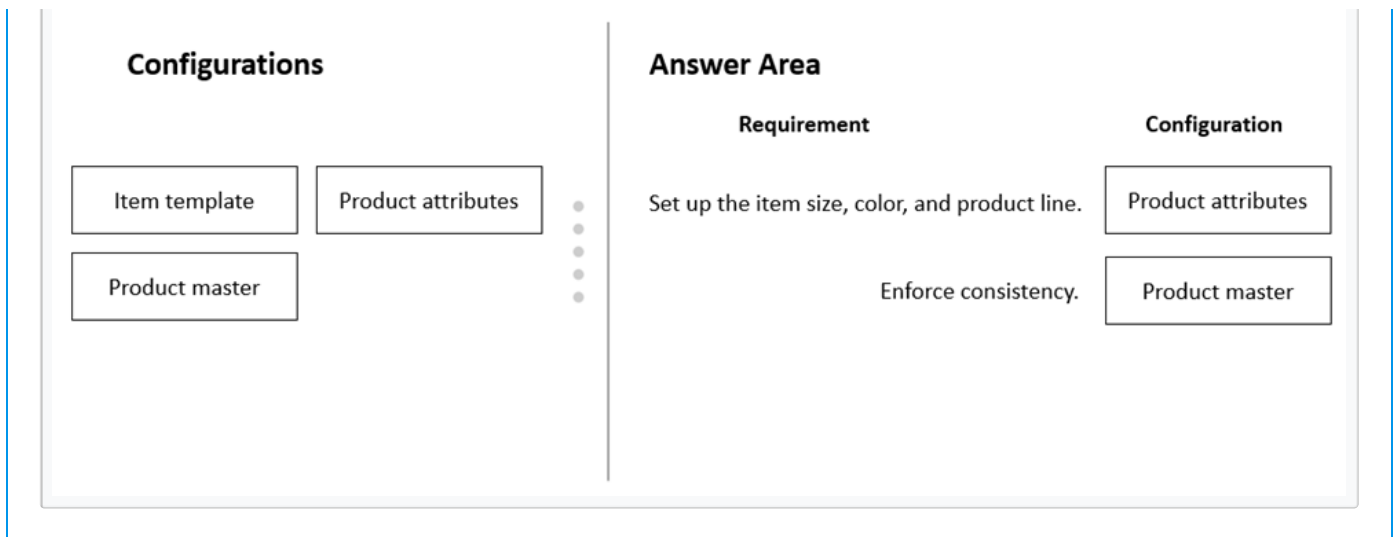 Configurations
Item template
Product attributes
Product master
Answer Area
Requirement
Configuration
Set up the item size, color, and product line.
Product attributes
Enforce consistency.
Product master